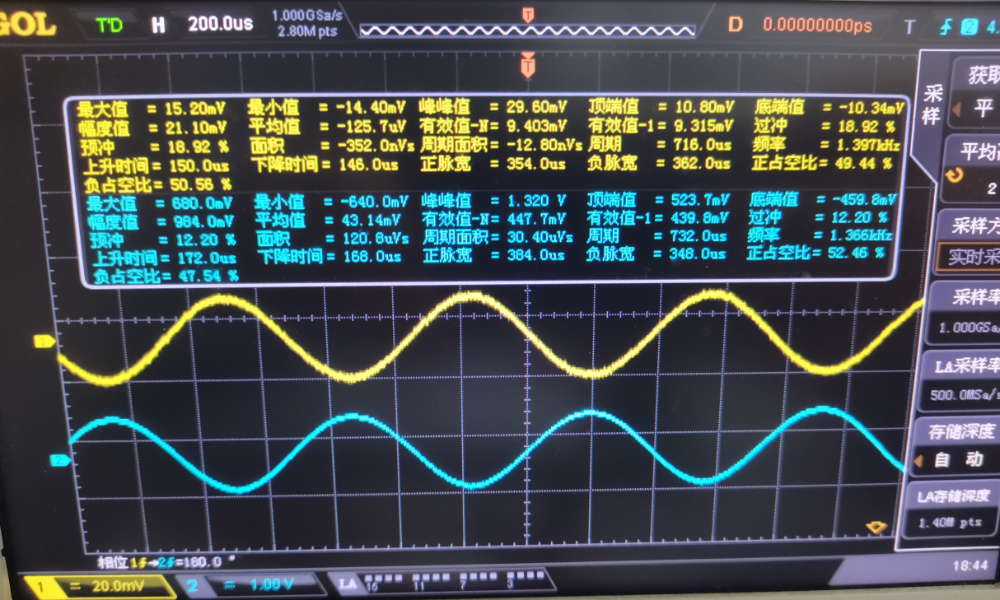 GOL T'D H 200.0us 1.000GSa/s 2.80M pts T D 0.00000000ps T 2 4.
T
最大值 = 15.20mV 最小值 = -14.40mV 峰峰值 = 29.60mV 顶端值 = 10.80mV 底端值 = -10.34mV
幅度值 = 21.10mV 平均值 = -125.7uV 有效值-N= 9.403mV 有效值-1= 9.315mV 过冲 = 18.92 %
预冲 = 18.92 % 面积 = -352.0nVs 周期面积= -12.80nVs 周期 = 716.0us 频率 = 1.397kHz
上升时间= 150.0us 下降时间= 146.0us 正脉宽 = 354.0us 负脉宽 = 362.0us 正占空比= 49.44 %
负占空比= 50.56 %
最大值 = 680.0mV 最小值 = -640.0mV 峰峰值 = 1.320 V 顶端值 = 523.7mV 底端值 = -459.8mV
幅度值 = 984.0mV 平均值 = 43.14mV 有效值-N= 447.7mV 有效值-1= 439.8mV 过冲 = 12.20 %
预冲 = 12.20 % 面积 = 120.8uVs 周期面积= 30.40uVs 周期 = 732.0us 频率 = 1.366kHz
上升时间= 172.0us 下降时间= 168.0us 正脉宽 = 384.0us 负脉宽 = 348.0us 正占空比= 52.46 %
负占空比= 47.54 %
采样
获取
平
平均
2
采样方
实时采
采样率
1.000GSa/
LA采样率
500.0MSa/s
存储深度
自 动
LA存储深度
1.40M pts
1
2
相位1→2=180.0 °
1 = 20.0mV 2 = 1.00 V LA 16 11 7 3
18:44